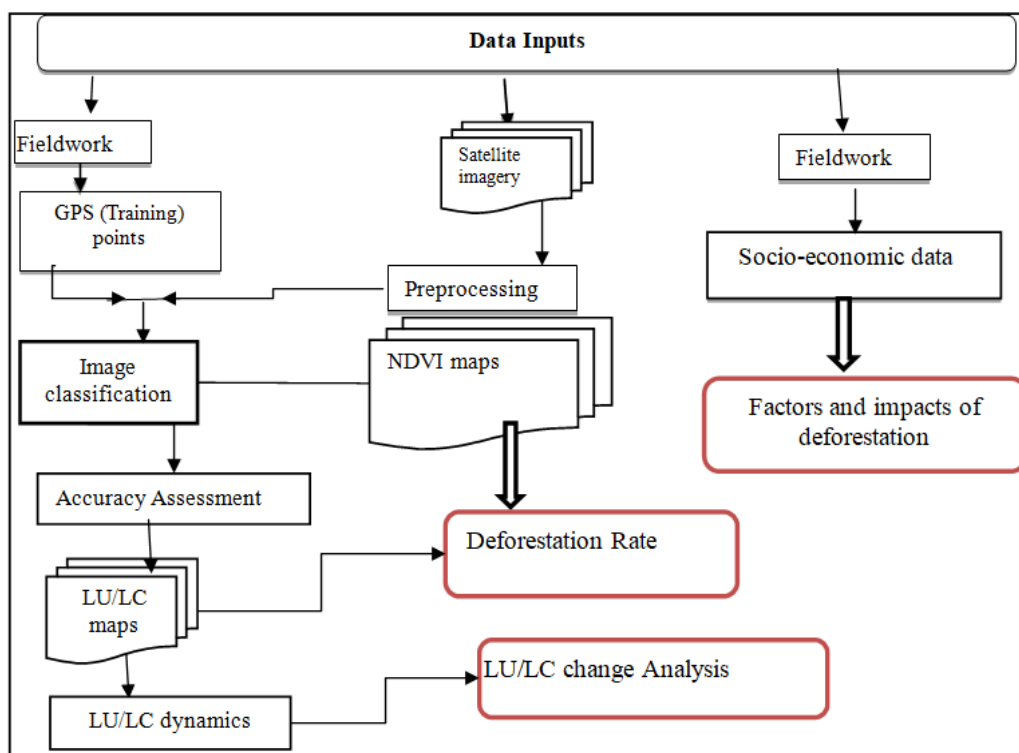 Data Inputs
Fieldwork
Satellite
imagery
Fieldwork
GPS (Training)
points
Socio-economic data
Preprocessing
Image
classification
NDVI maps
Factors and impacts of
deforestation
Accuracy Assessment
Deforestation Rate
LU/LC
maps
LU/LC change Analysis
LU/LC dynamics